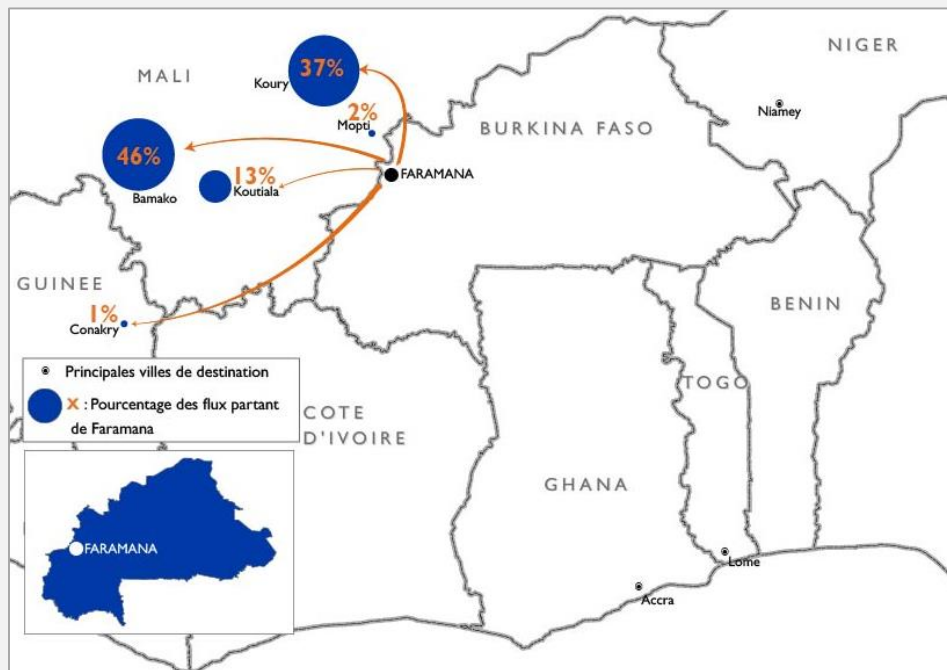 NIGER
MALI
37%
Koury
2%
Mopti
Niamey
BURKINA FASO
46%
Bamako
13%
Koutiala
FARAMANA
GUINEE
1%
Conakry
BENIN
Principales villes de destination
X : Pourcentage des flux partant
de Faramana
TOGO
COTE
D'IVOIRE
GHANA
FARAMANA
Lome
Accra